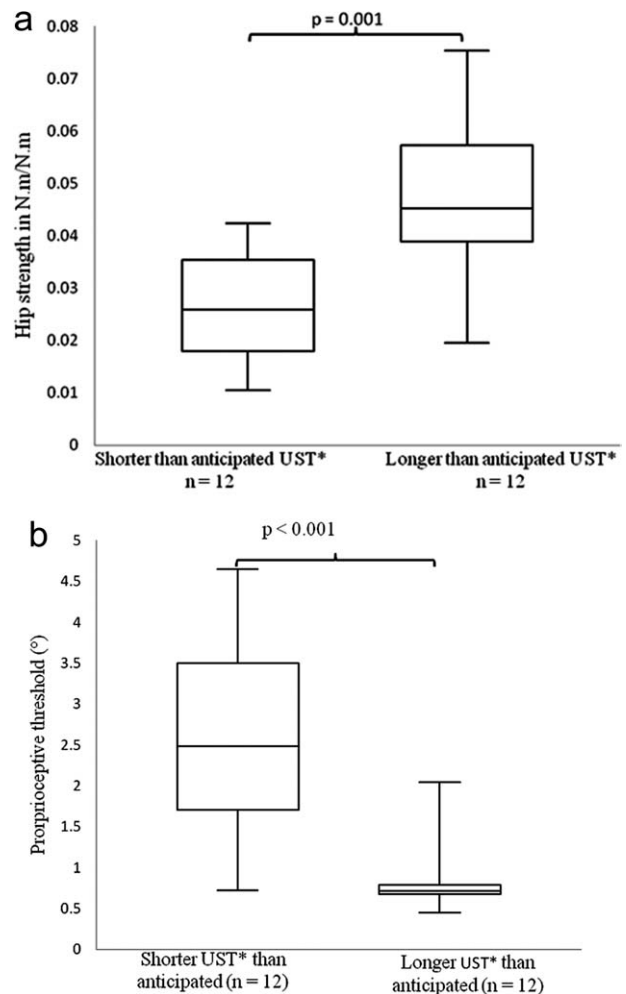 a
p = 0.001
0.08
0.07
0.06
0.05
0.04
0.03
0.02
0.01
0
Hip strength in N.m/N.m
Shorter than anticipated UST*
n = 12
Longer than anticipated UST*
n = 12
b
p < 0.001
5
4.5
4
3.5
3
2.5
2
1.5
1
0.5
0
Prorprioceptive threshold (°)
Shorter UST* than
anticipated (n = 12)
Longer UST* than
anticipated (n = 12)